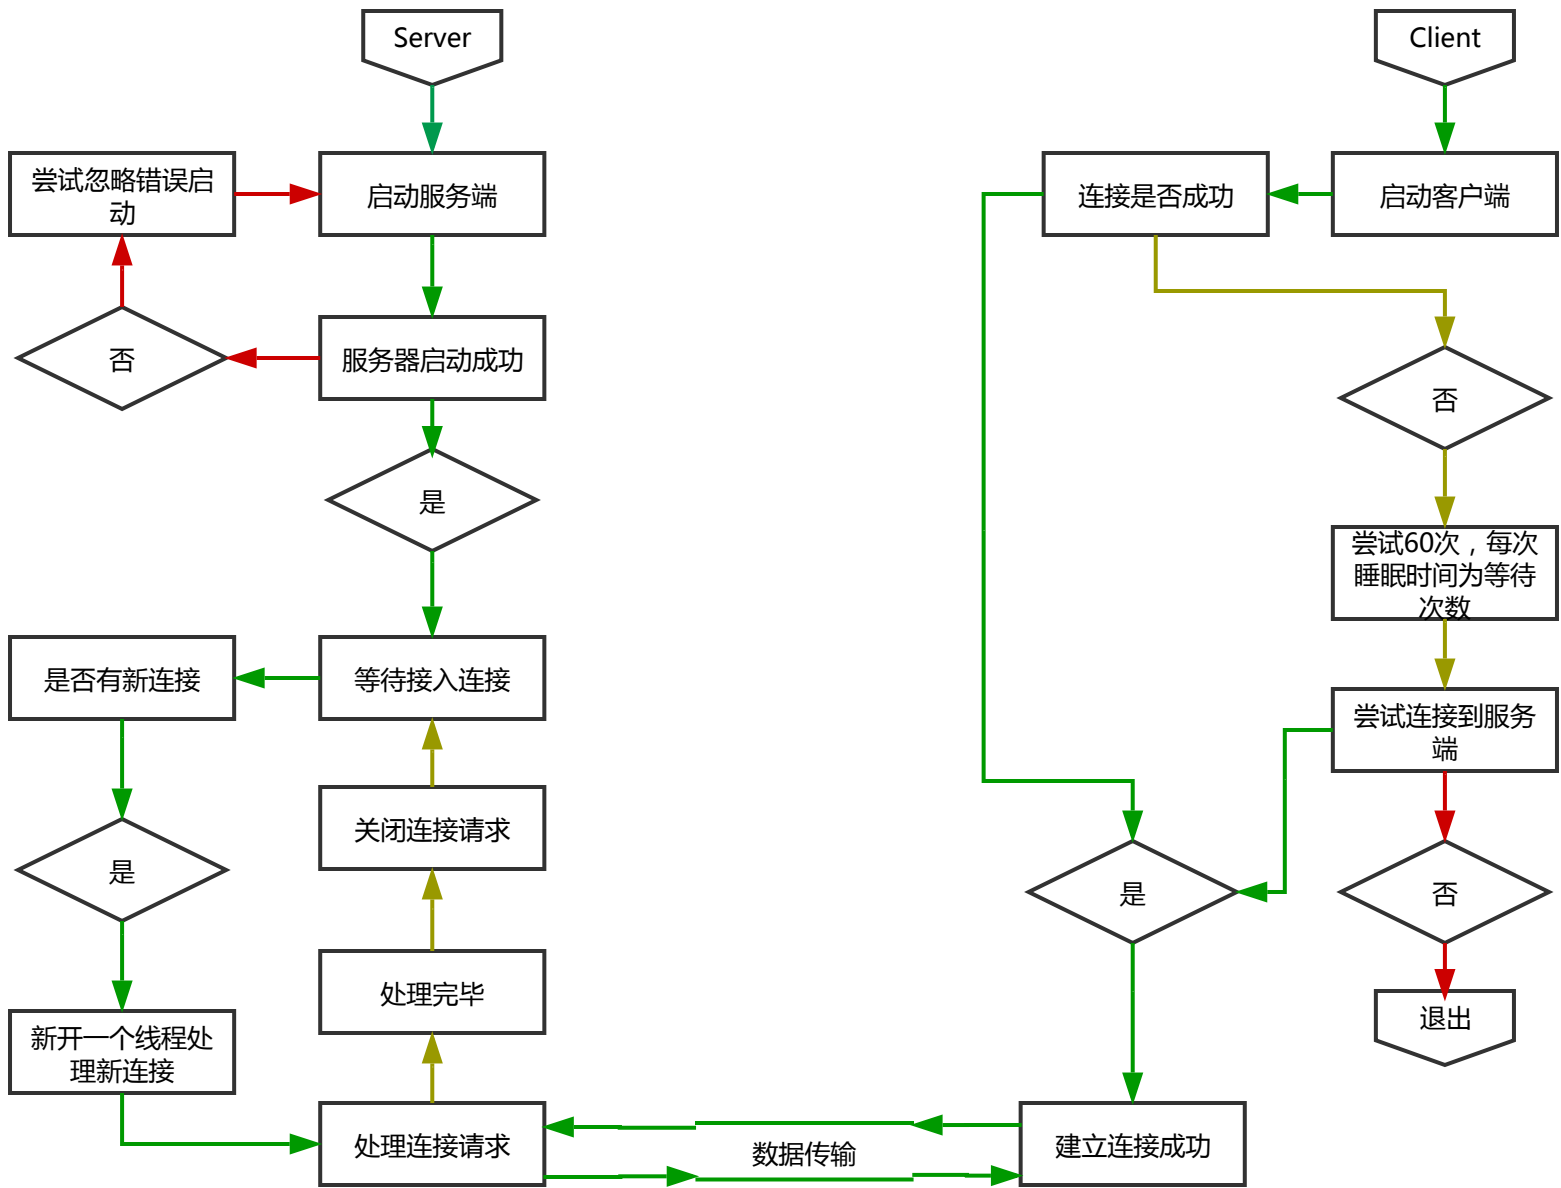 Server
Client
尝试忽略错误启
动
启动服务端
连接是否成功
启动客户端
否
服务器启动成功
否
是
尝试60次，每次
睡眠时间为等待
次数
是否有新连接
等待接入连接
尝试连接到服务
端
关闭连接请求
是
是
否
处理完毕
退出
新开一个线程处
理新连接
处理连接请求
数据传输
建立连接成功